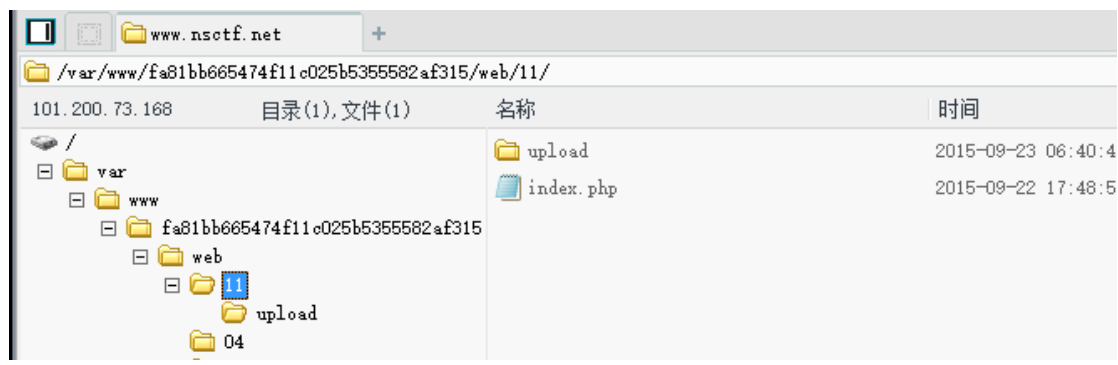 www.nsctf.net +
/var/www/fa81bb665474f11c025b5355582af315/web/11/
101.200.73.168 目录(1),文件(1) 名称 时间
/
upload 2015-09-23 06:40:4
var
index.php 2015-09-22 17:48:5
www
fa81bb665474f11c025b5355582af315
web
11
upload
04